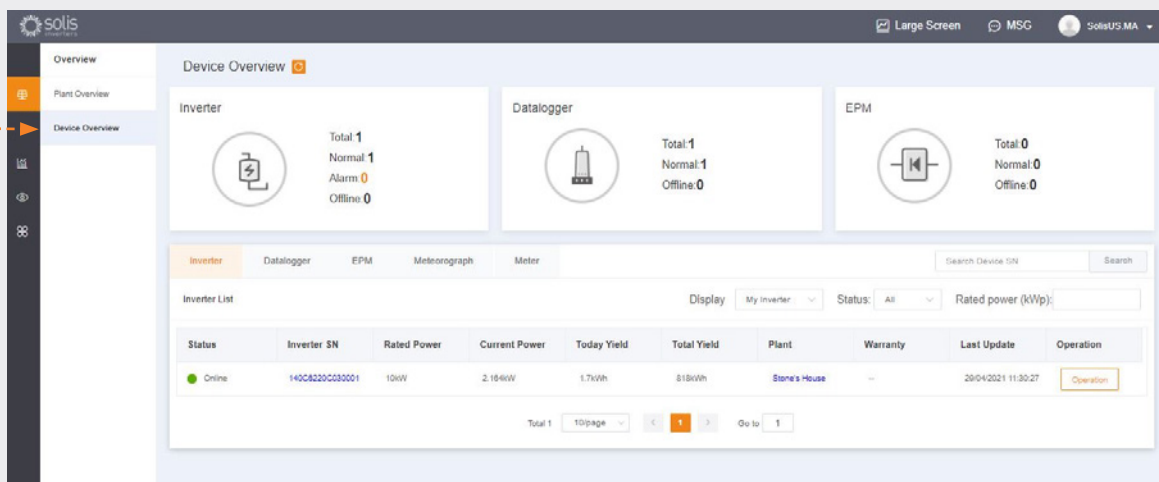 solis
inverters
Large Screen
MSG
SolisUS.MA
Overview
Plant Overview
Device Overview
Device Overview
Inverter
Total:1
Normal:1
Alarm:0
Offline:0
Datalogger
Total:1
Normal:1
Offline:0
EPM
Total:0
Normal:0
Offline:0
Inverter Datalogger EPM Meteorograph Meter Search Device SN Search
Inverter List Display My Inverter Status: All Rated power (kWp):
Status Inverter SN Rated Power Current Power Today Yield Total Yield Plant Warranty Last Update Operation
Online 140C6220C030001 10kW 2.164kW 1.7kWh 818kWh Stone's House -- 29/04/2021 11:30:27 Operation
Total 1 10/page < 1 > Go to 1